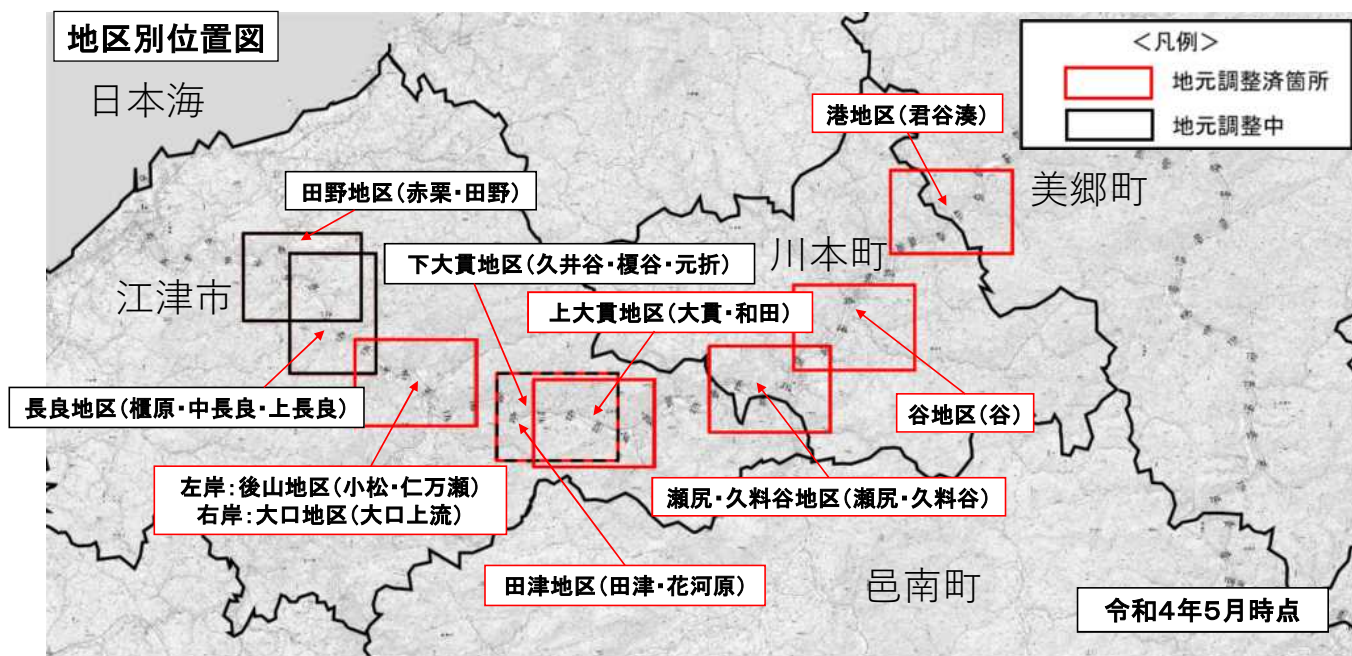 地区別位置図
＜凡例＞
地元調整済箇所
地元調整中
日本海
港地区(君谷湊)
美郷町
田野地区(赤栗・田野)
川本町
下大貫地区(久井谷・榎谷・元折)
江津市
上大貫地区(大貫・和田)
長良地区(櫃原・中長良・上長良)
谷地区(谷)
左岸：後山地区(小松・仁万瀬)
右岸：大口地区(大口上流)
瀬尻・久料谷地区(瀬尻・久料谷)
田津地区(田津・花河原)
邑南町
令和4年5月時点